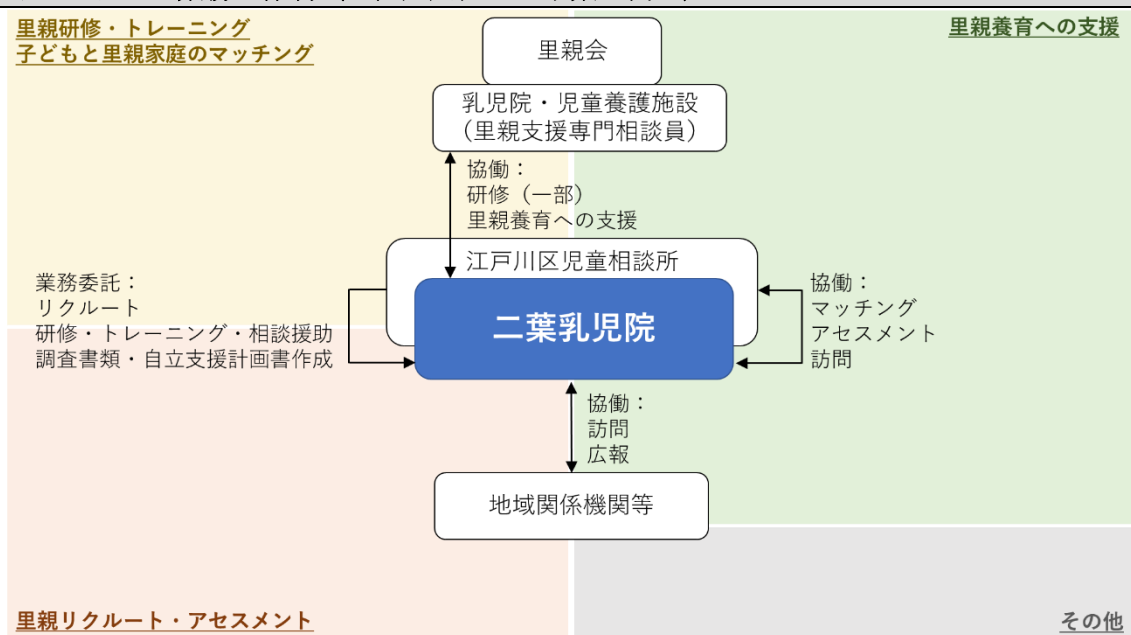 里親研修・トレーニング
子どもと里親家庭のマッチング
里親養育への支援
里親会
乳児院・児童養護施設
（里親支援専門相談員）
協働：
研修（一部）
里親養育への支援
江戸川区児童相談所
二葉乳児院
業務委託：
リクルート
研修・トレーニング・相談援助
調査書類・自立支援計画書作成
協働：
マッチング
アセスメント
訪問
協働：
訪問
広報
地域関係機関等
里親リクルート・アセスメント
その他